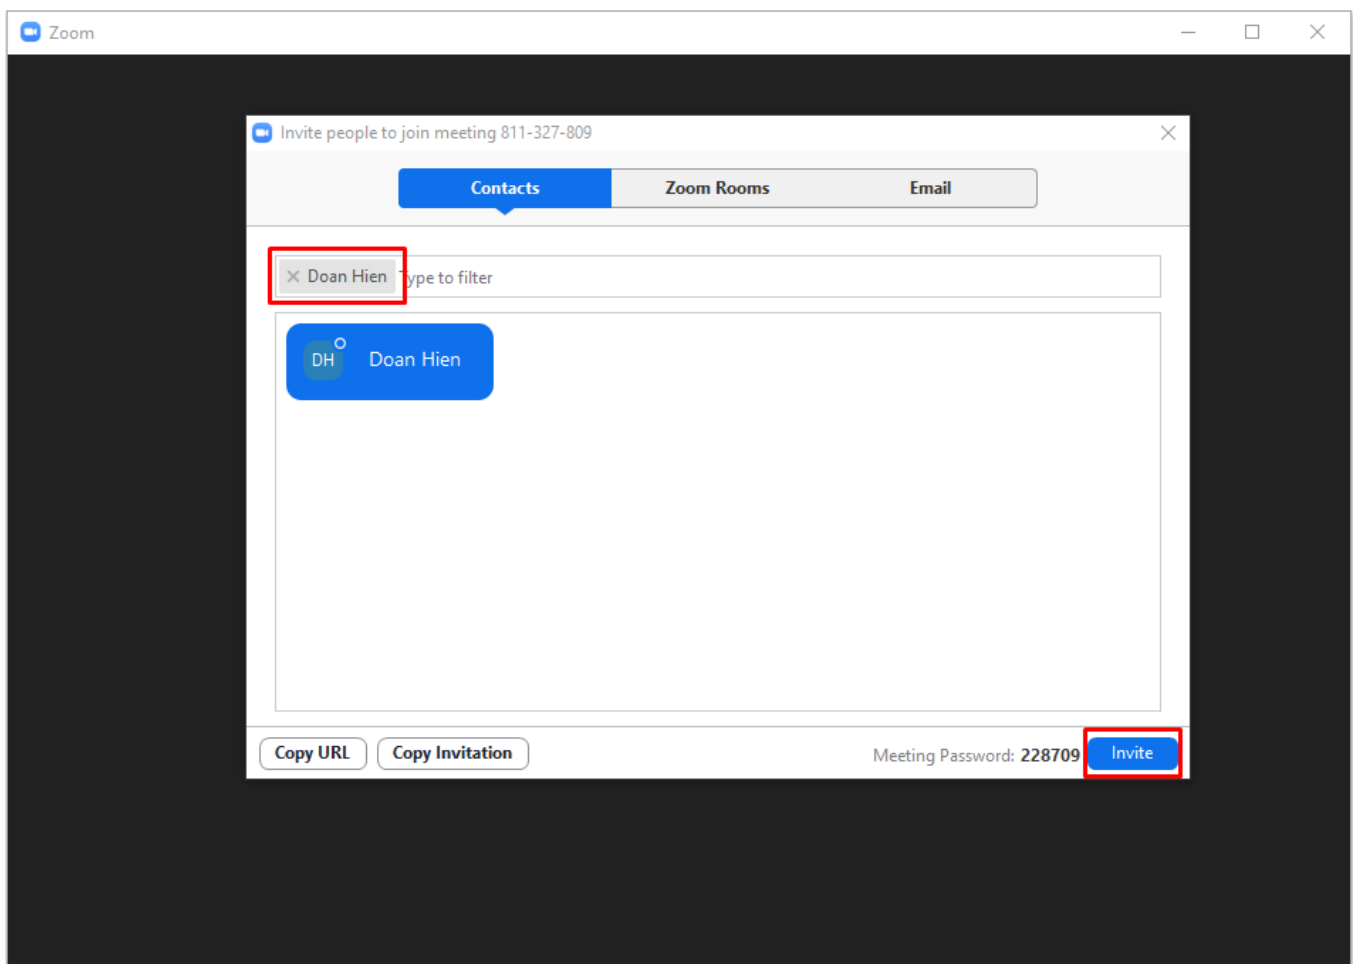 Zoom
Invite people to join meeting 811-327-809
Contacts Zoom Rooms Email
Doan Hien Type to filter
DH Doan Hien
Copy URL Copy Invitation Meeting Password: 228709 Invite